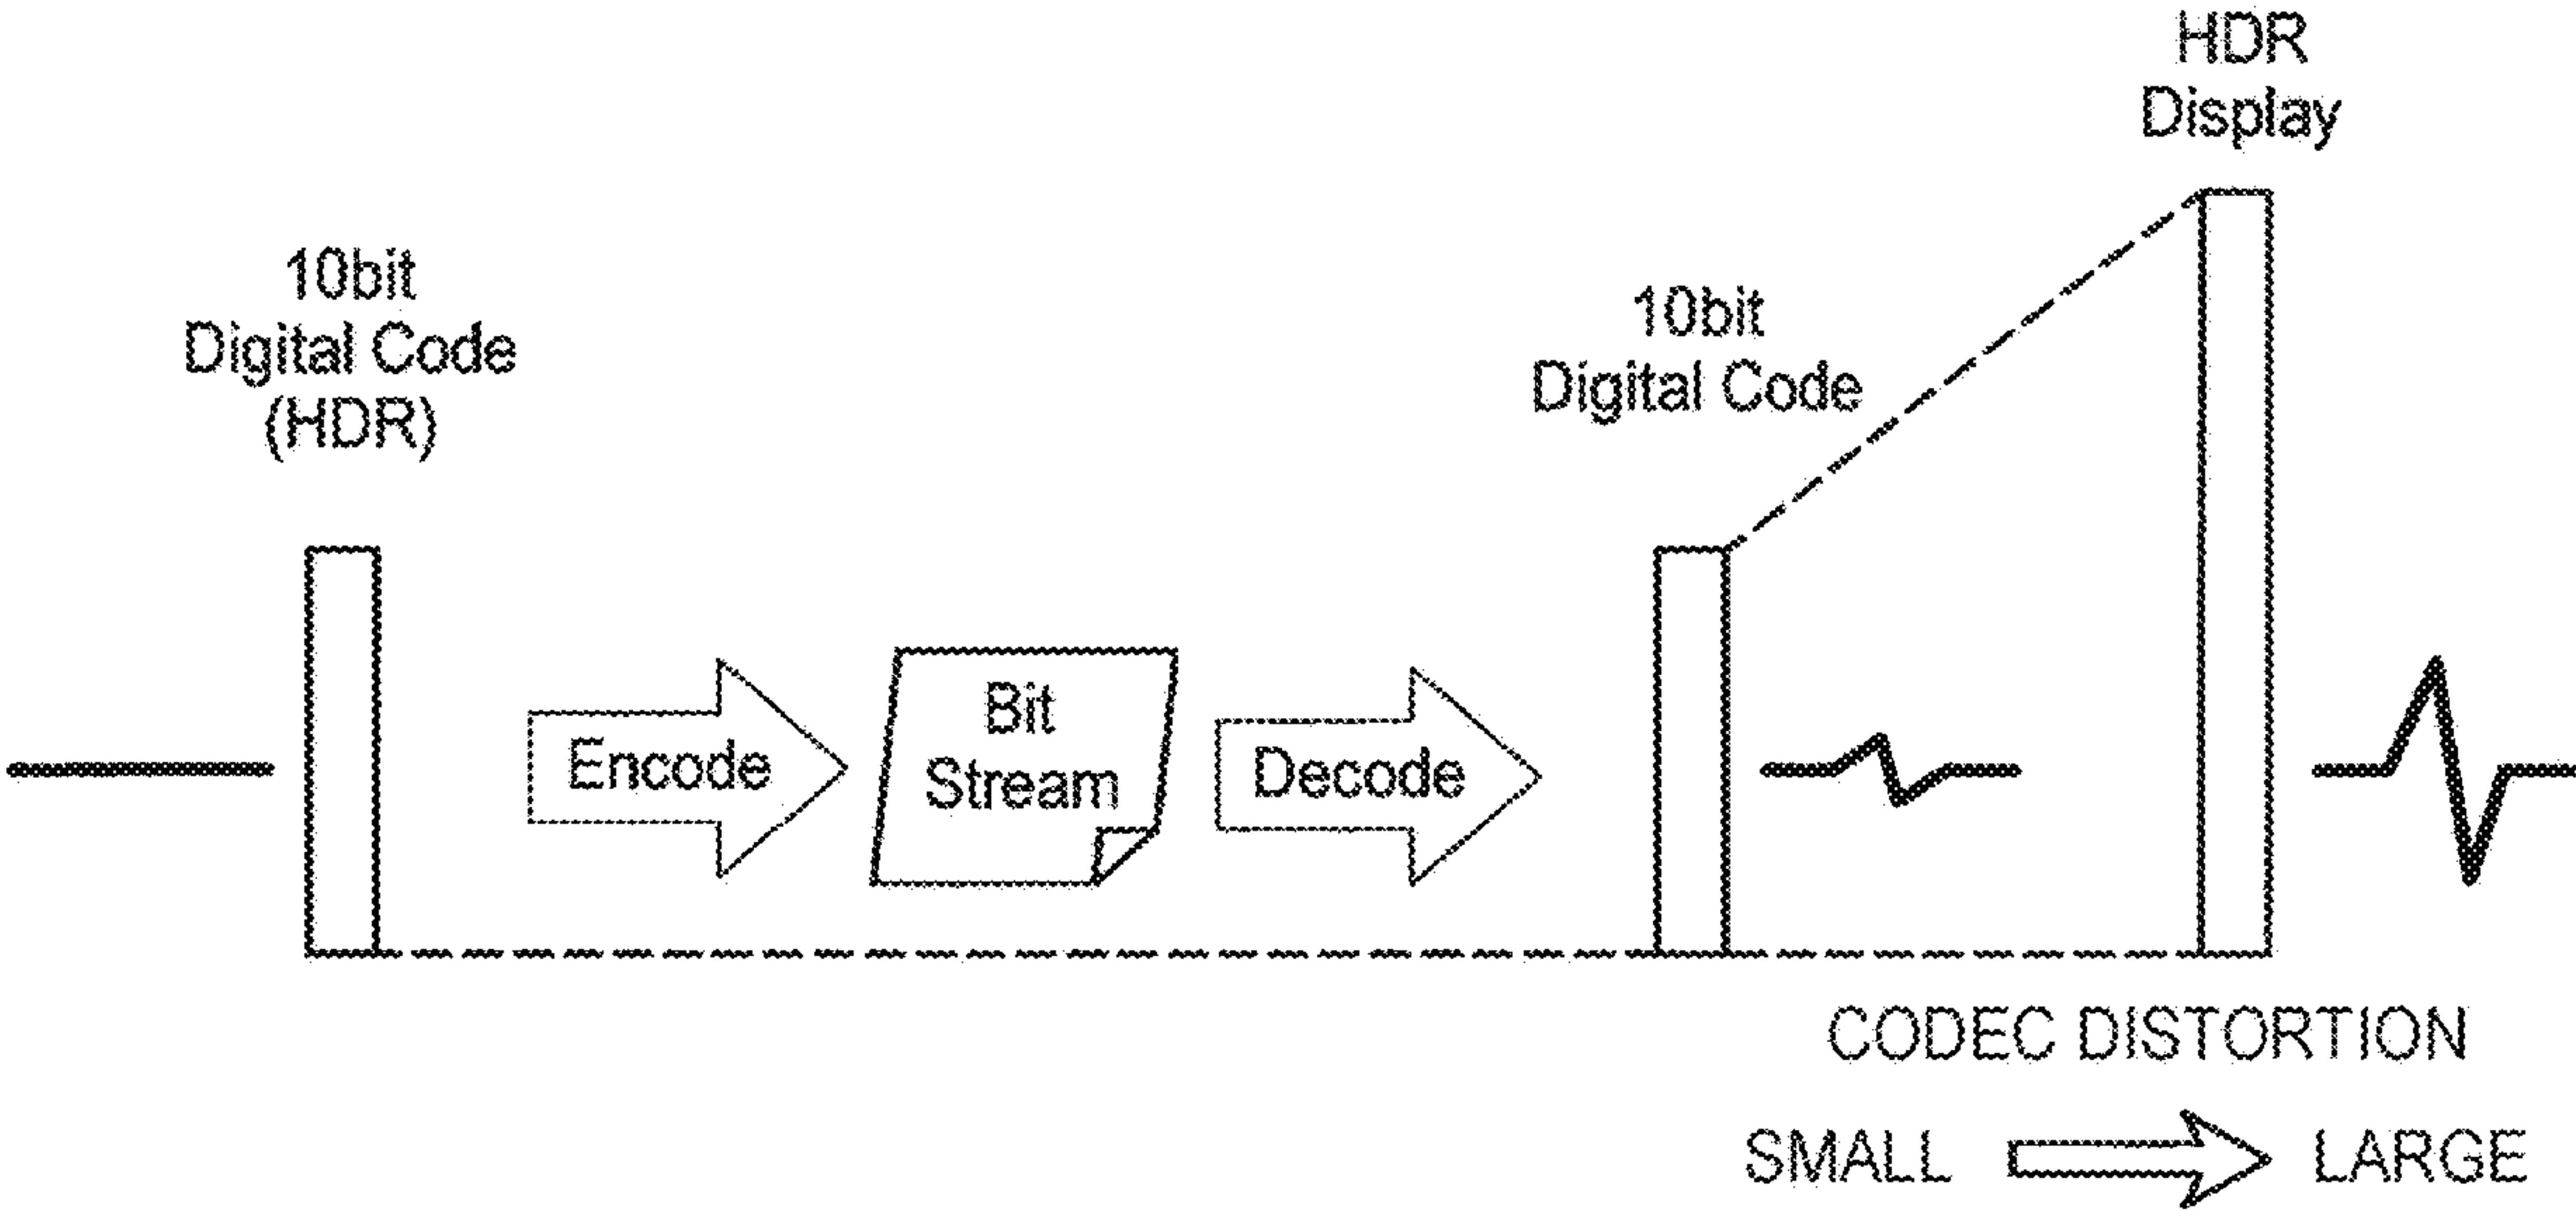 10bit
Digital Code
(HDR)
Encode
Bit
Stream
Decode
10bit
Digital Code
HDR
Display
CODEC DISTORTION
SMALL
LARGE